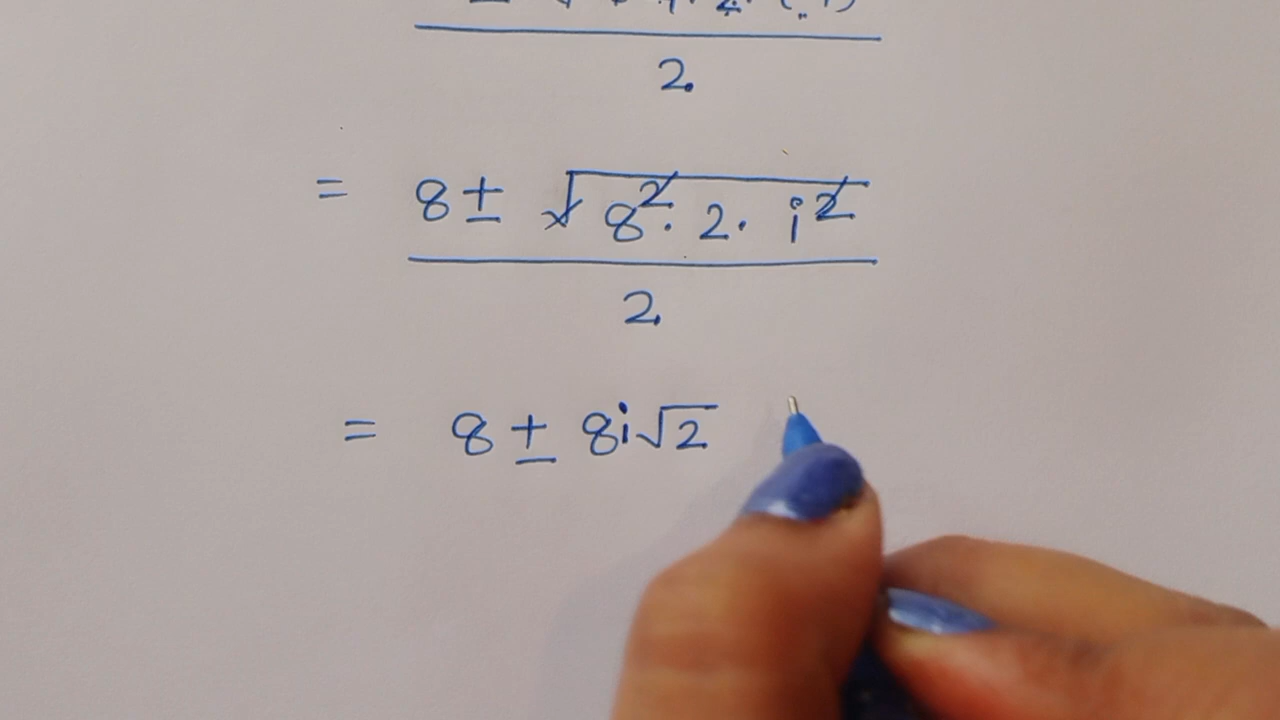 2
= 8 ± √8². 2. i²
2
= 8 ± 8i√2